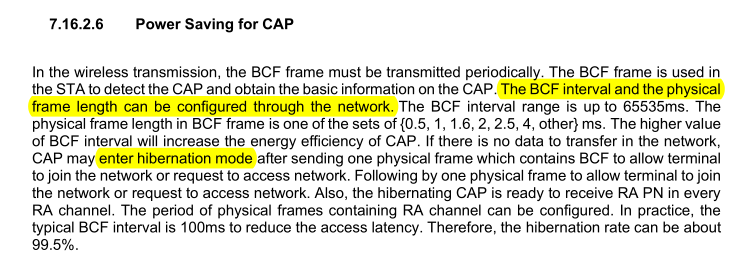 7.16.2.6 Power Saving for CAP
In the wireless transmission, the BCF frame must be transmitted periodically. The BCF frame is used in
the STA to detect the CAP and obtain the basic information on the CAP. The BCF interval and the physical
frame length can be configured through the network. The BCF interval range is up to 65535ms. The
physical frame length in BCF frame is one of the sets of {0.5, 1, 1.6, 2, 2.5, 4, other} ms. The higher value
of BCF interval will increase the energy efficiency of CAP. If there is no data to transfer in the network,
CAP may enter hibernation mode after sending one physical frame which contains BCF to allow terminal
to join the network or request to access network. Following by one physical frame to allow terminal to join
the network or request to access network. Also, the hibernating CAP is ready to receive RA PN in every
RA channel. The period of physical frames containing RA channel can be configured. In practice, the
typical BCF interval is 100ms to reduce the access latency. Therefore, the hibernation rate can be about
99.5%.